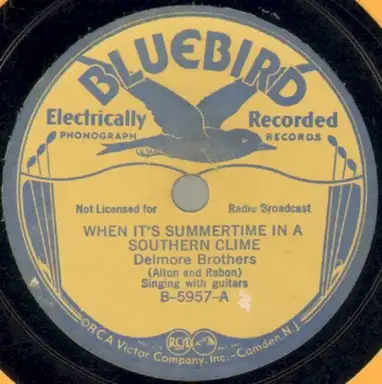 BLUEBIRD
Electrically Recorded
PHONOGRAPH RECORDS
Not Licensed for Radio Broadcast
WHEN IT'S SUMMERTIME IN A
SOUTHERN CLIME
Delmore Brothers
(Alton and Rabon)
Singing with guitars
B-5957-A
RCA
RCA Victor Company, Inc.-Camden, N.J.